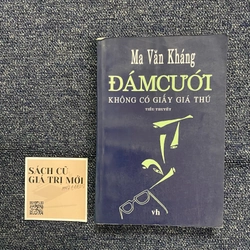 Ma Văn Kháng
ĐÁM CƯỚI
KHÔNG CÓ GIẤY GIÁ THÚ
TIỂU THUYẾT
SÁCH CŨ
GIÁ TRỊ MỚI
vh